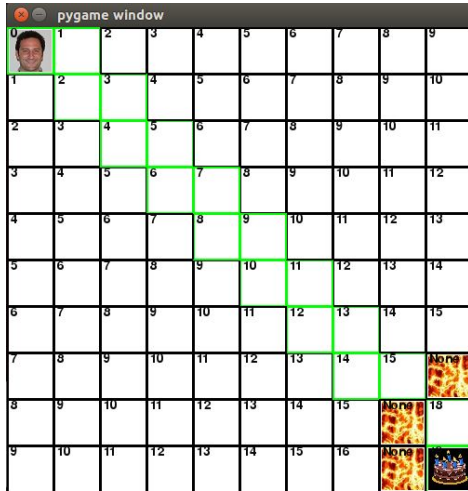 pygame window
0 1 2 3 4 5 6 7 8 9
1 2 3 4 5 6 7 8 9 10
2 3 4 5 6 7 8 9 10 11
3 4 5 6 7 8 9 10 11 12
4 5 6 7 8 9 10 11 12 13
5 6 7 8 9 10 11 12 13 14
6 7 8 9 10 11 12 13 14 15
7 8 9 10 11 12 13 14 15 None
8 9 10 11 12 13 14 15 None 18
9 10 11 12 13 14 15 16 None